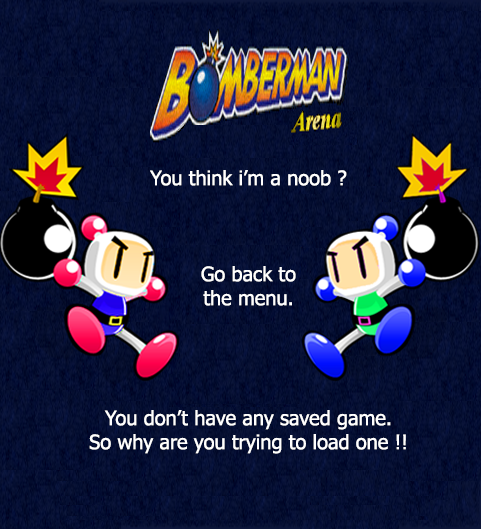 BOMBERMAN
Arena
You think i'm a noob ?
Go back to
the menu.
You don't have any saved game.
So why are you trying to load one !!